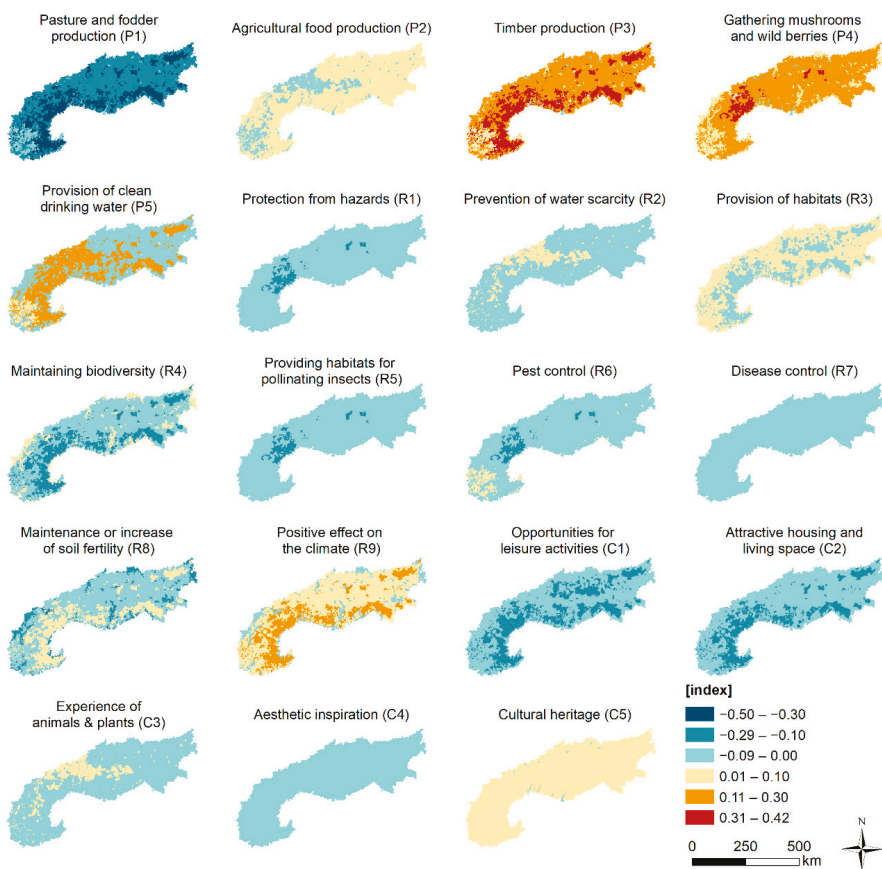 Pasture and fodder
production (P1)
Agricultural food production (P2)
Timber production (P3)
Gathering mushrooms
and wild berries (P4)
Provision of clean
drinking water (P5)
Protection from hazards (R1)
Prevention of water scarcity (R2)
Provision of habitats (R3)
Maintaining biodiversity (R4)
Providing habitats for
pollinating insects (R5)
Pest control (R6)
Disease control (R7)
Maintenance or increase
of soil fertility (R8)
Positive effect on
the climate (R9)
Opportunities for
leisure activities (C1)
Attractive housing and
living space (C2)
Experience of
animals & plants (C3)
Aesthetic inspiration (C4)
Cultural heritage (C5)
[index]
−0.50 – −0.30
−0.29 – −0.10
−0.09 – 0.00
0.01 – 0.10
0.11 – 0.30
0.31 – 0.42
N
0 250 500
km